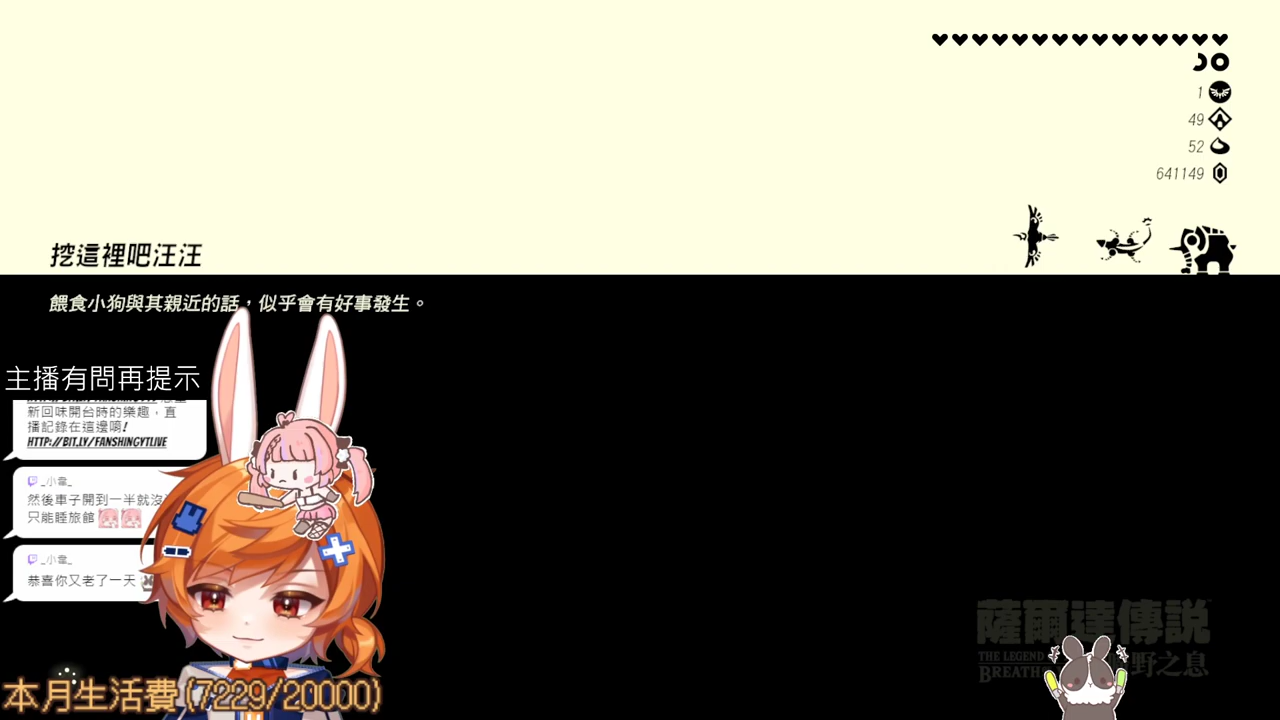 1
49
52
641149
挖這裡吧汪汪
餵食小狗與其親近的話，似乎會有好事發生。
主播有問再提示
新回味開台時的樂趣，直
播記錄在這邊唷!
HTTP://BIT.LY/FANSHINGYTLIVE
_小韋_
然後車子開到一半就沒
只能睡旅館
_小韋_
恭喜你又老了一天
薩爾達傳說
THE LEGEND
BREATH
野之息
本月生活費(7229/20000)